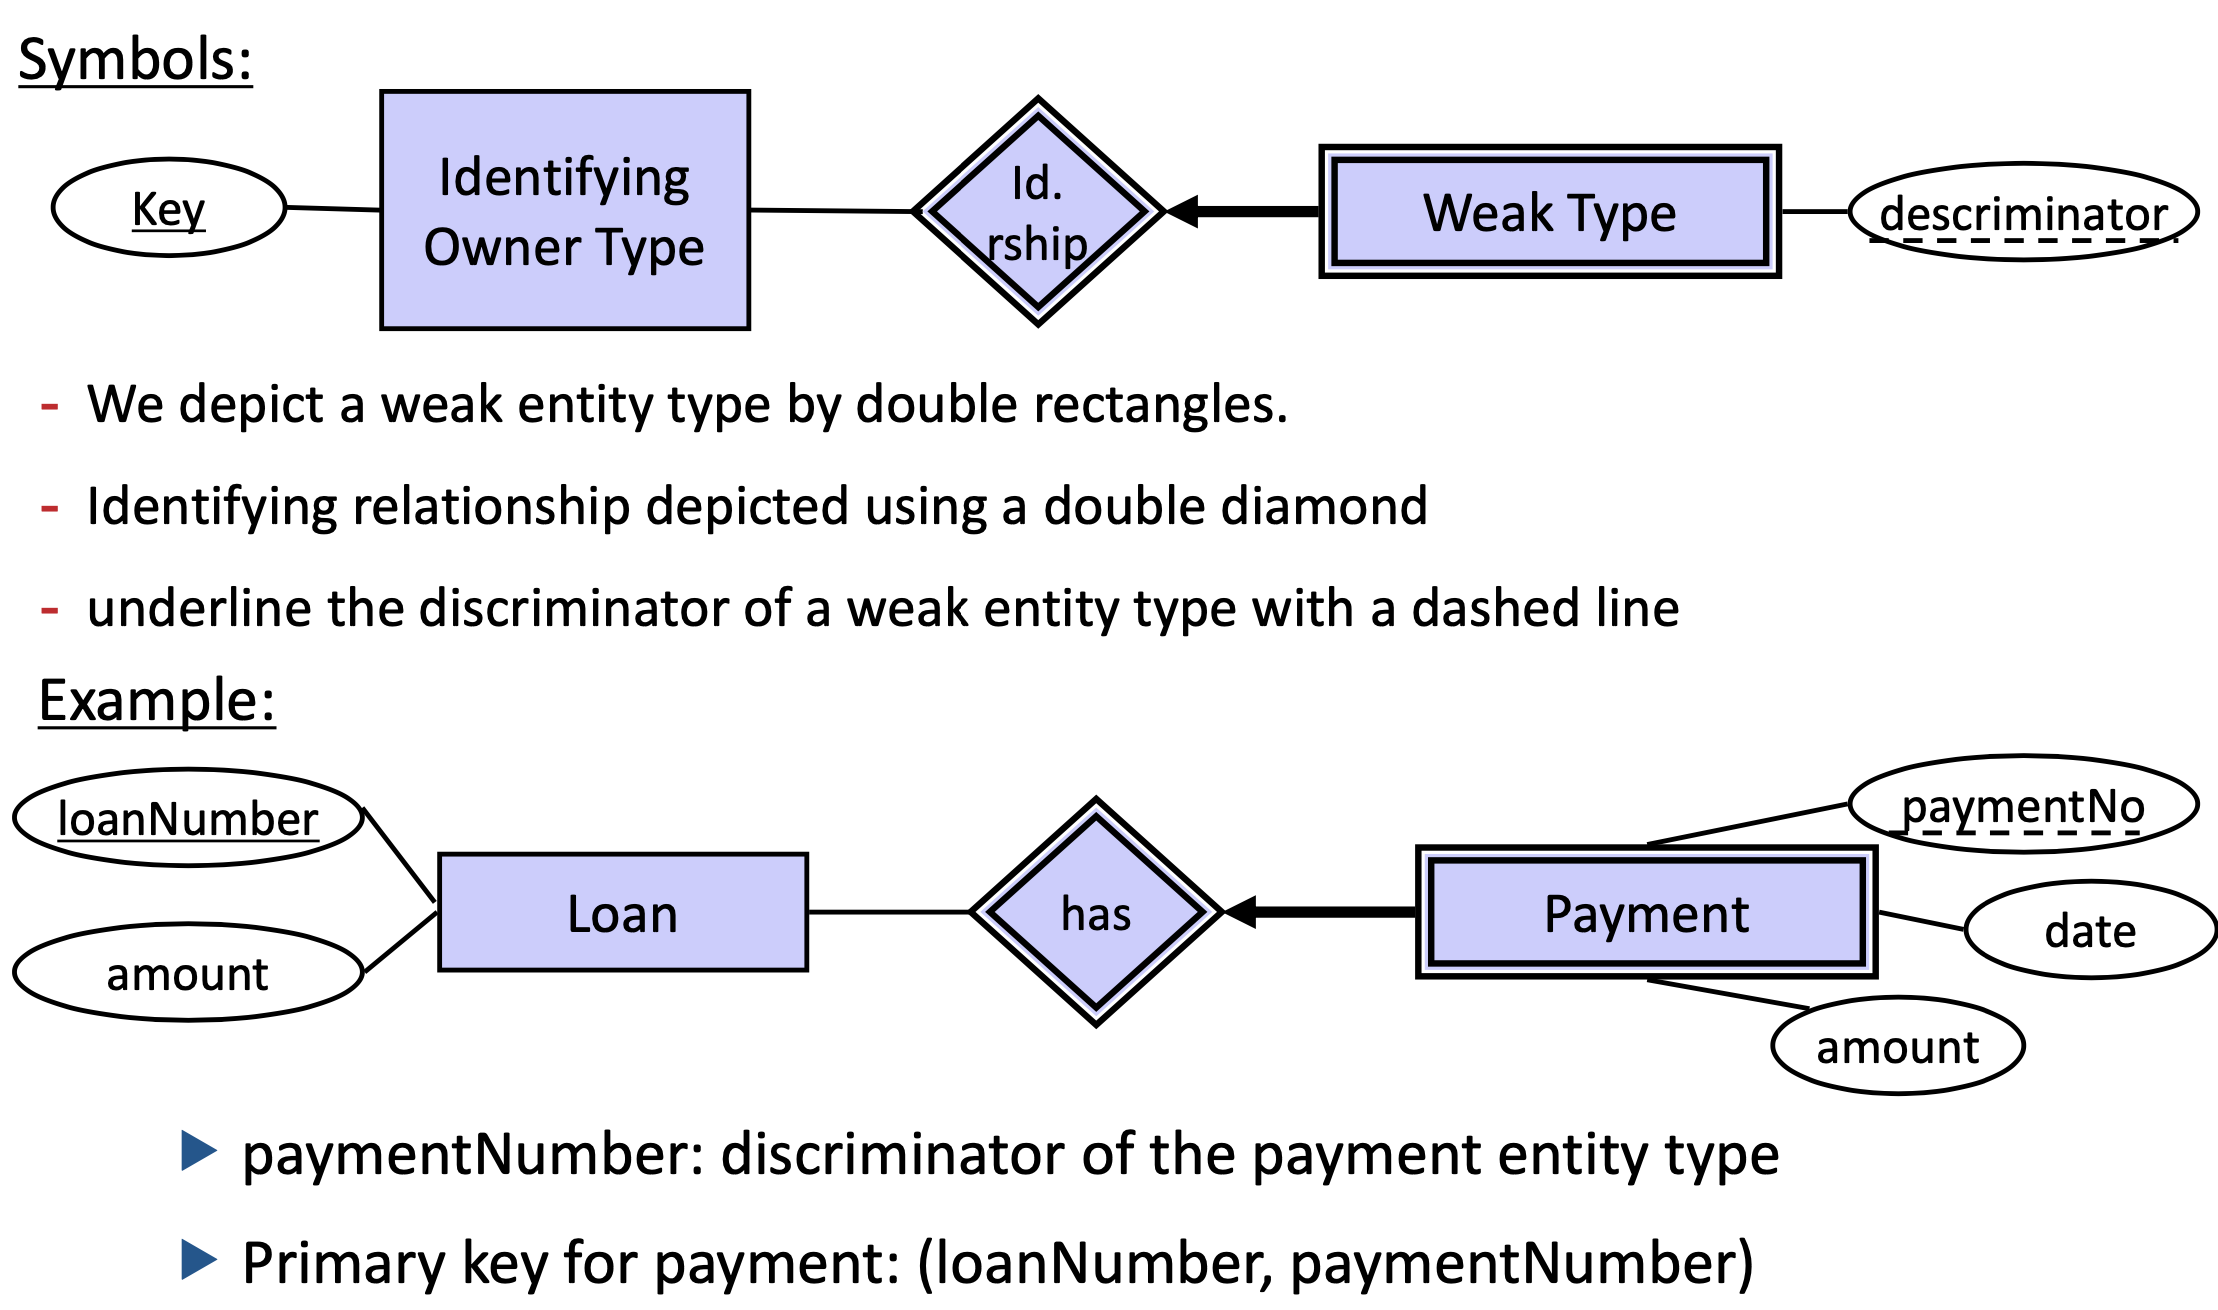 Symbols:
Key
Identifying
Owner Type
Id.
rship
Weak Type
descriminator
- We depict a weak entity type by double rectangles.
- Identifying relationship depicted using a double diamond
- underline the discriminator of a weak entity type with a dashed line
Example:
loanNumber
amount
Loan
has
Payment
paymentNo
date
amount
paymentNumber: discriminator of the payment entity type
Primary key for payment: (loanNumber, paymentNumber)